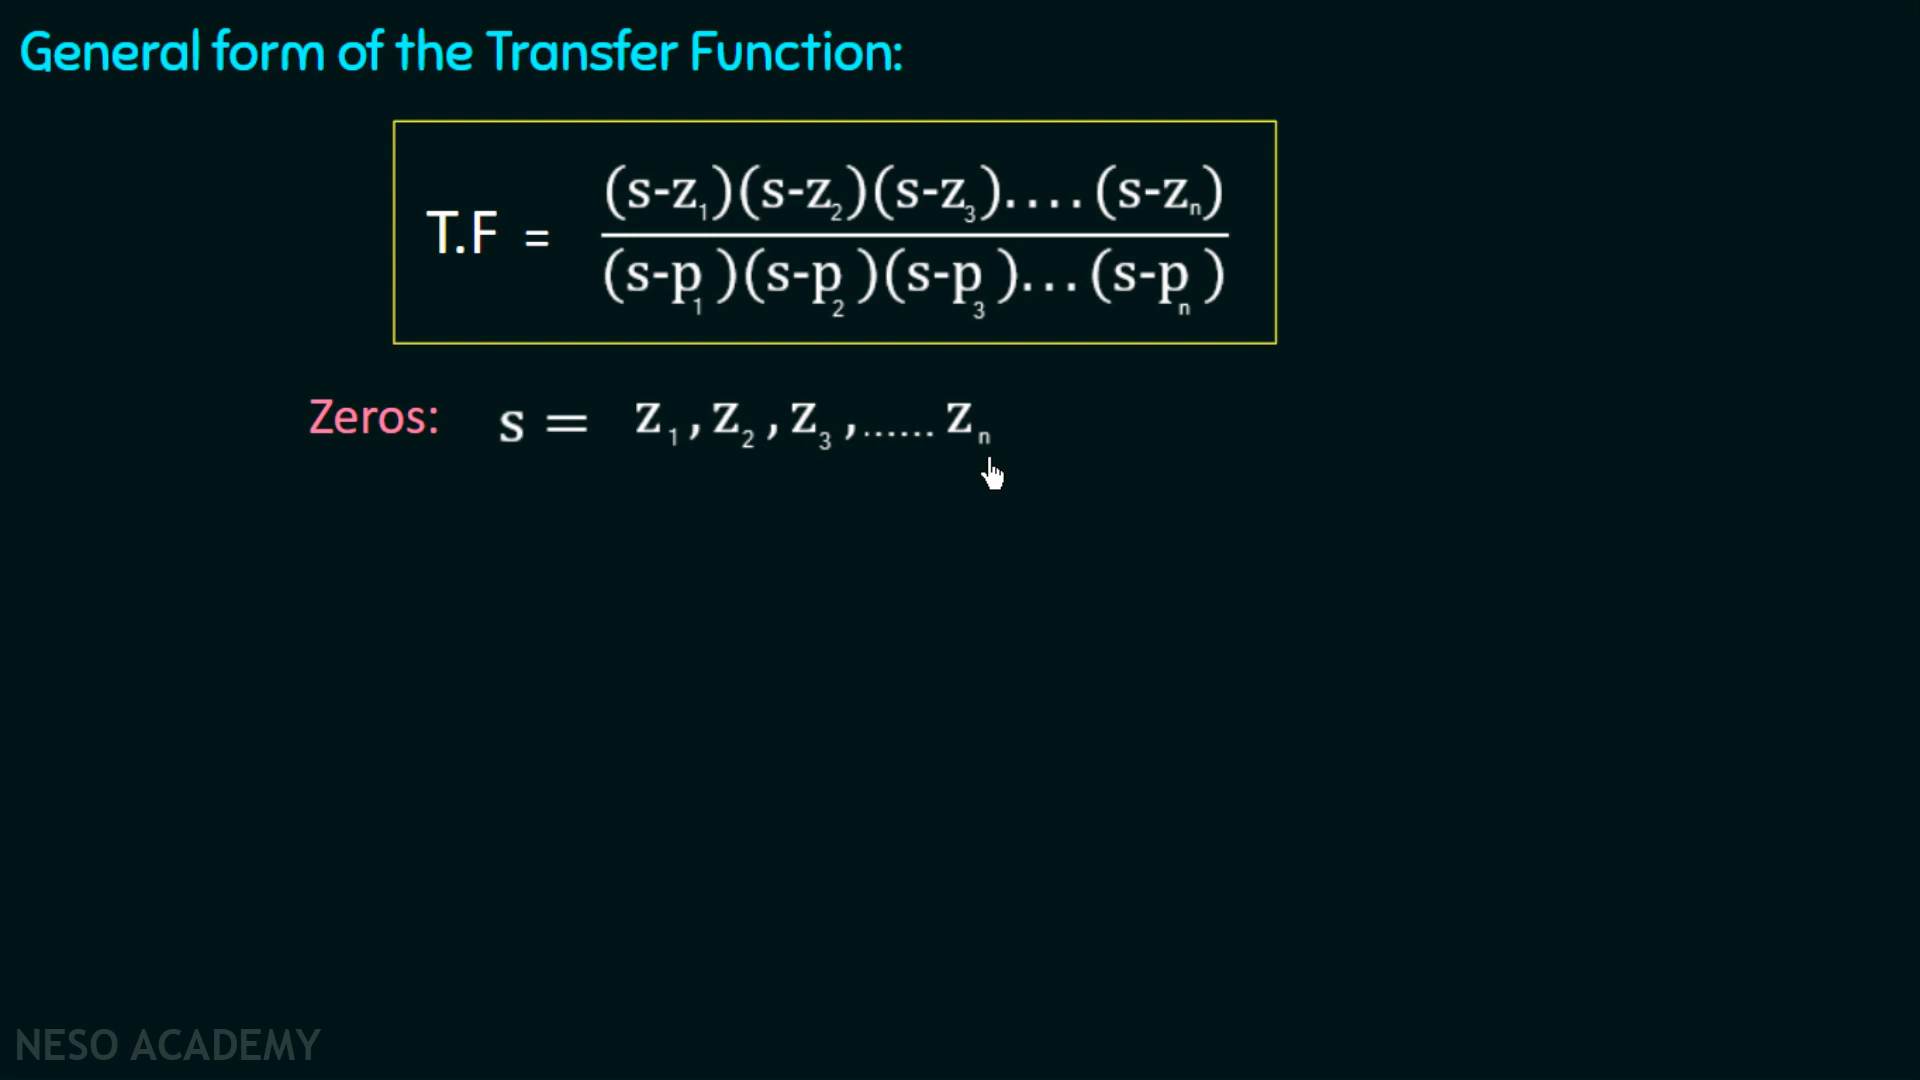 General form of the Transfer Function:
T.F = (s-z₁)(s-z₂)(s-z₃)....(s-zₙ)
(s-p₁)(s-p₂)(s-p₃)...(s-pₙ)
Zeros: s = z₁,z₂,z₃,......zₙ
NESO ACADEMY